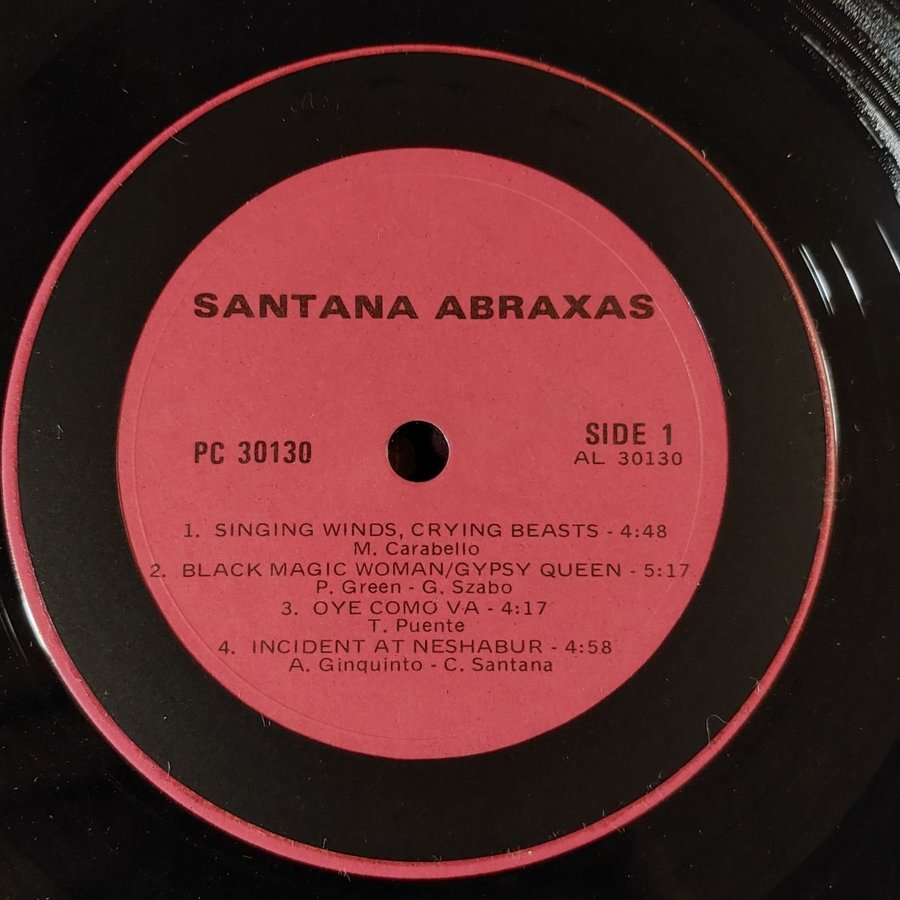 SANTANA ABRAXAS
PC 30130
SIDE 1
AL 30130
1. SINGING WINDS, CRYING BEASTS - 4:48
M. Carabello
2. BLACK MAGIC WOMAN/GYPSY QUEEN - 5:17
P. Green - G. Szabo
3. OYE COMO VA - 4:17
T. Puente
4. INCIDENT AT NESHABUR - 4:58
A. Ginquinto - C. Santana